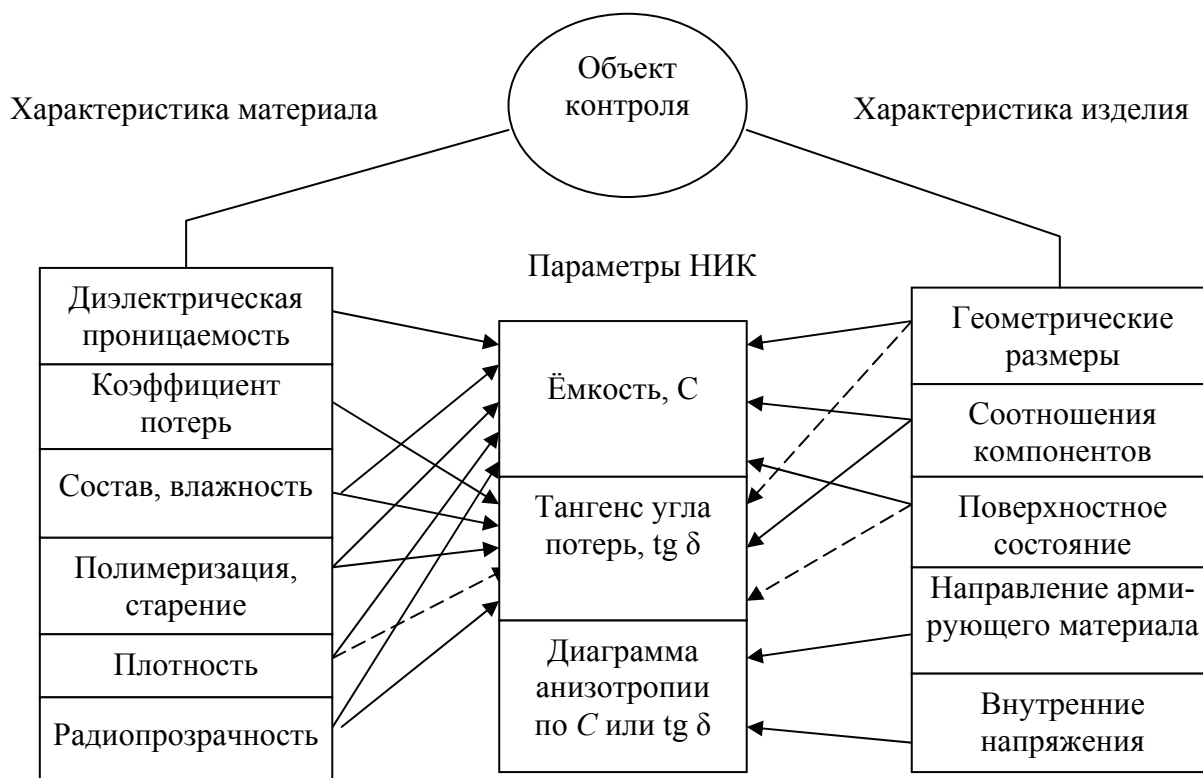 Объект
контроля
Характеристика материала
Характеристика изделия
Параметры НИК
Диэлектрическая
проницаемость
Коэффициент
потерь
Состав, влажность
Полимеризация,
старение
Плотность
Радиопрозрачность
Ёмкость, С
Тангенс угла
потерь, tg δ
Диаграмма
анизотропии
по C или tg δ
Геометрические
размеры
Соотношения
компонентов
Поверхностное
состояние
Направление арми-
рующего материала
Внутренние
напряжения